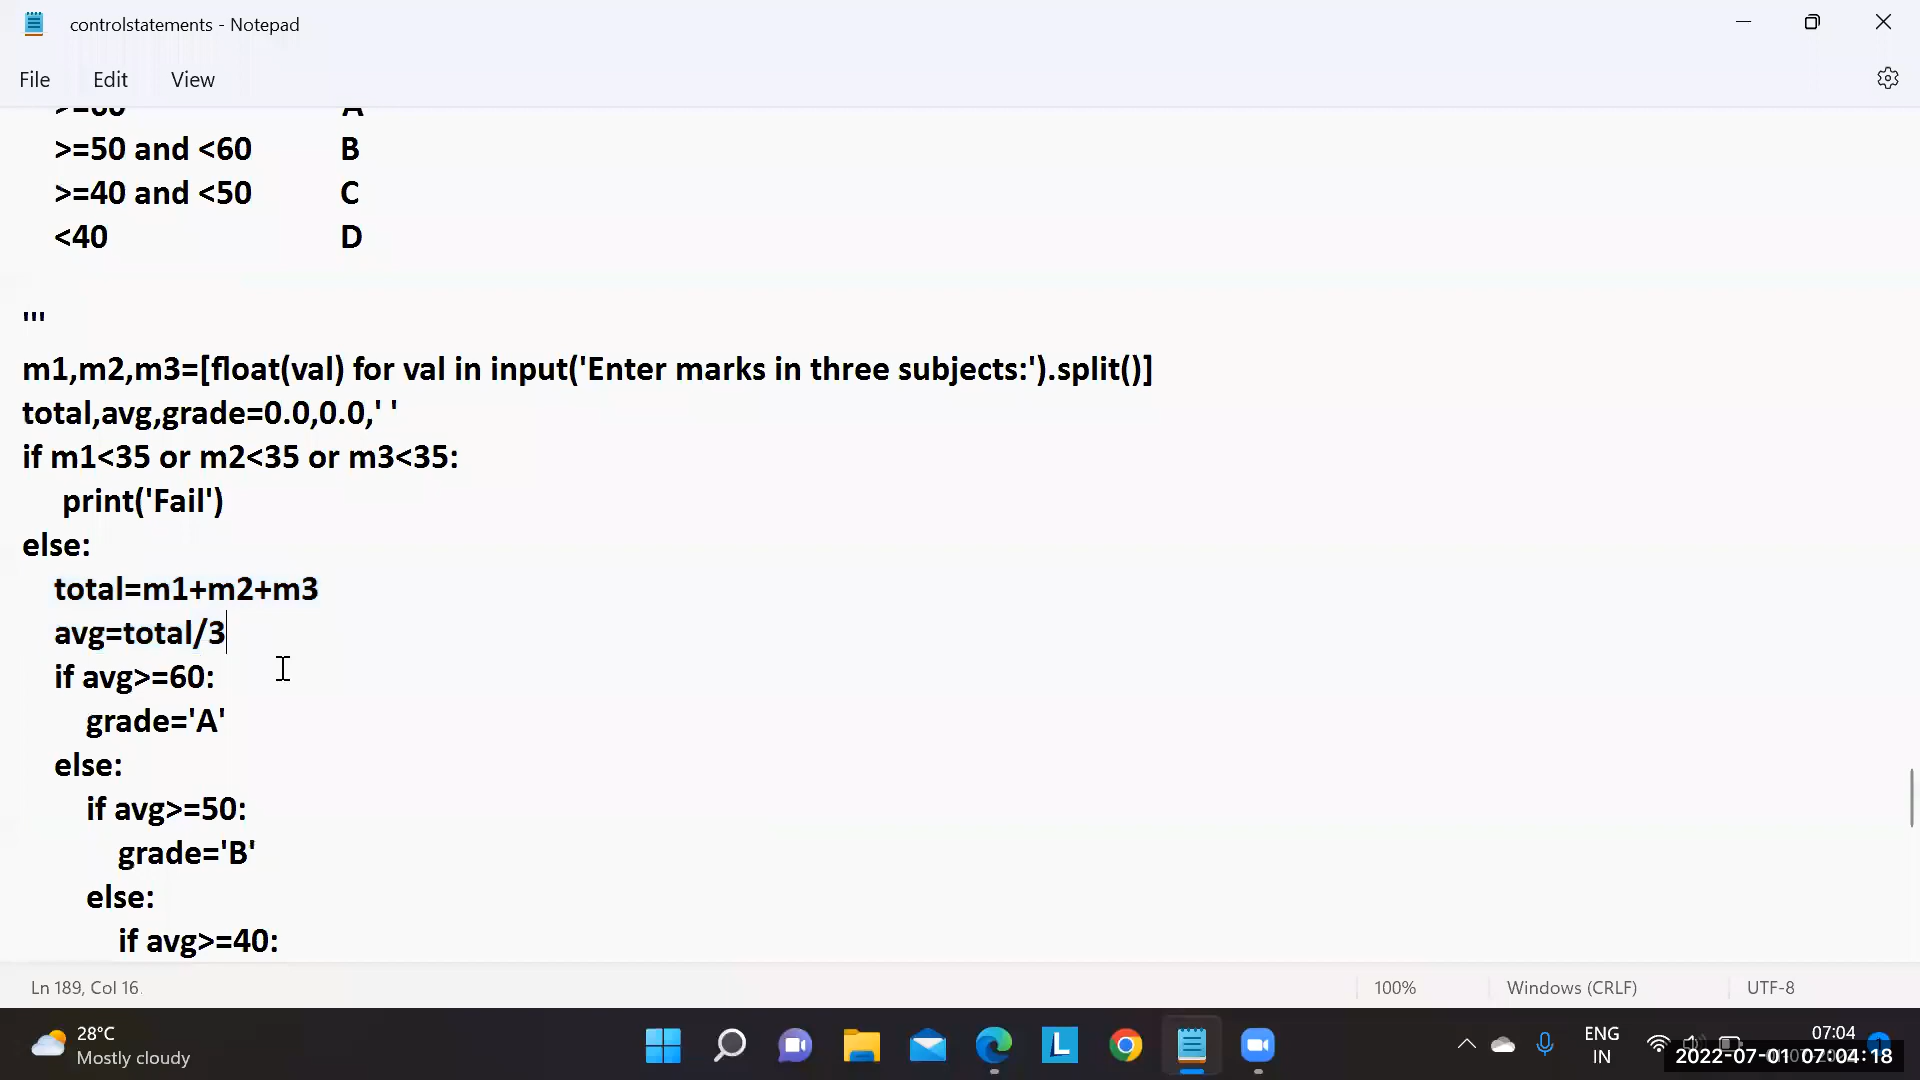 controlstatements - Notepad
File Edit View
>=60 A
>=50 and <60 B
>=40 and <50 C
<40 D
'''
m1,m2,m3=[float(val) for val in input('Enter marks in three subjects:').split()]
total,avg,grade=0.0,0.0,' '
if m1<35 or m2<35 or m3<35:
print('Fail')
else:
total=m1+m2+m3
avg=total/3
if avg>=60:
grade='A'
else:
if avg>=50:
grade='B'
else:
if avg>=40:
Ln 189, Col 16
100%
Windows (CRLF)
UTF-8
28°C
Mostly cloudy
L
ENG
IN
07:04
1
2022-07-01 07:04:18